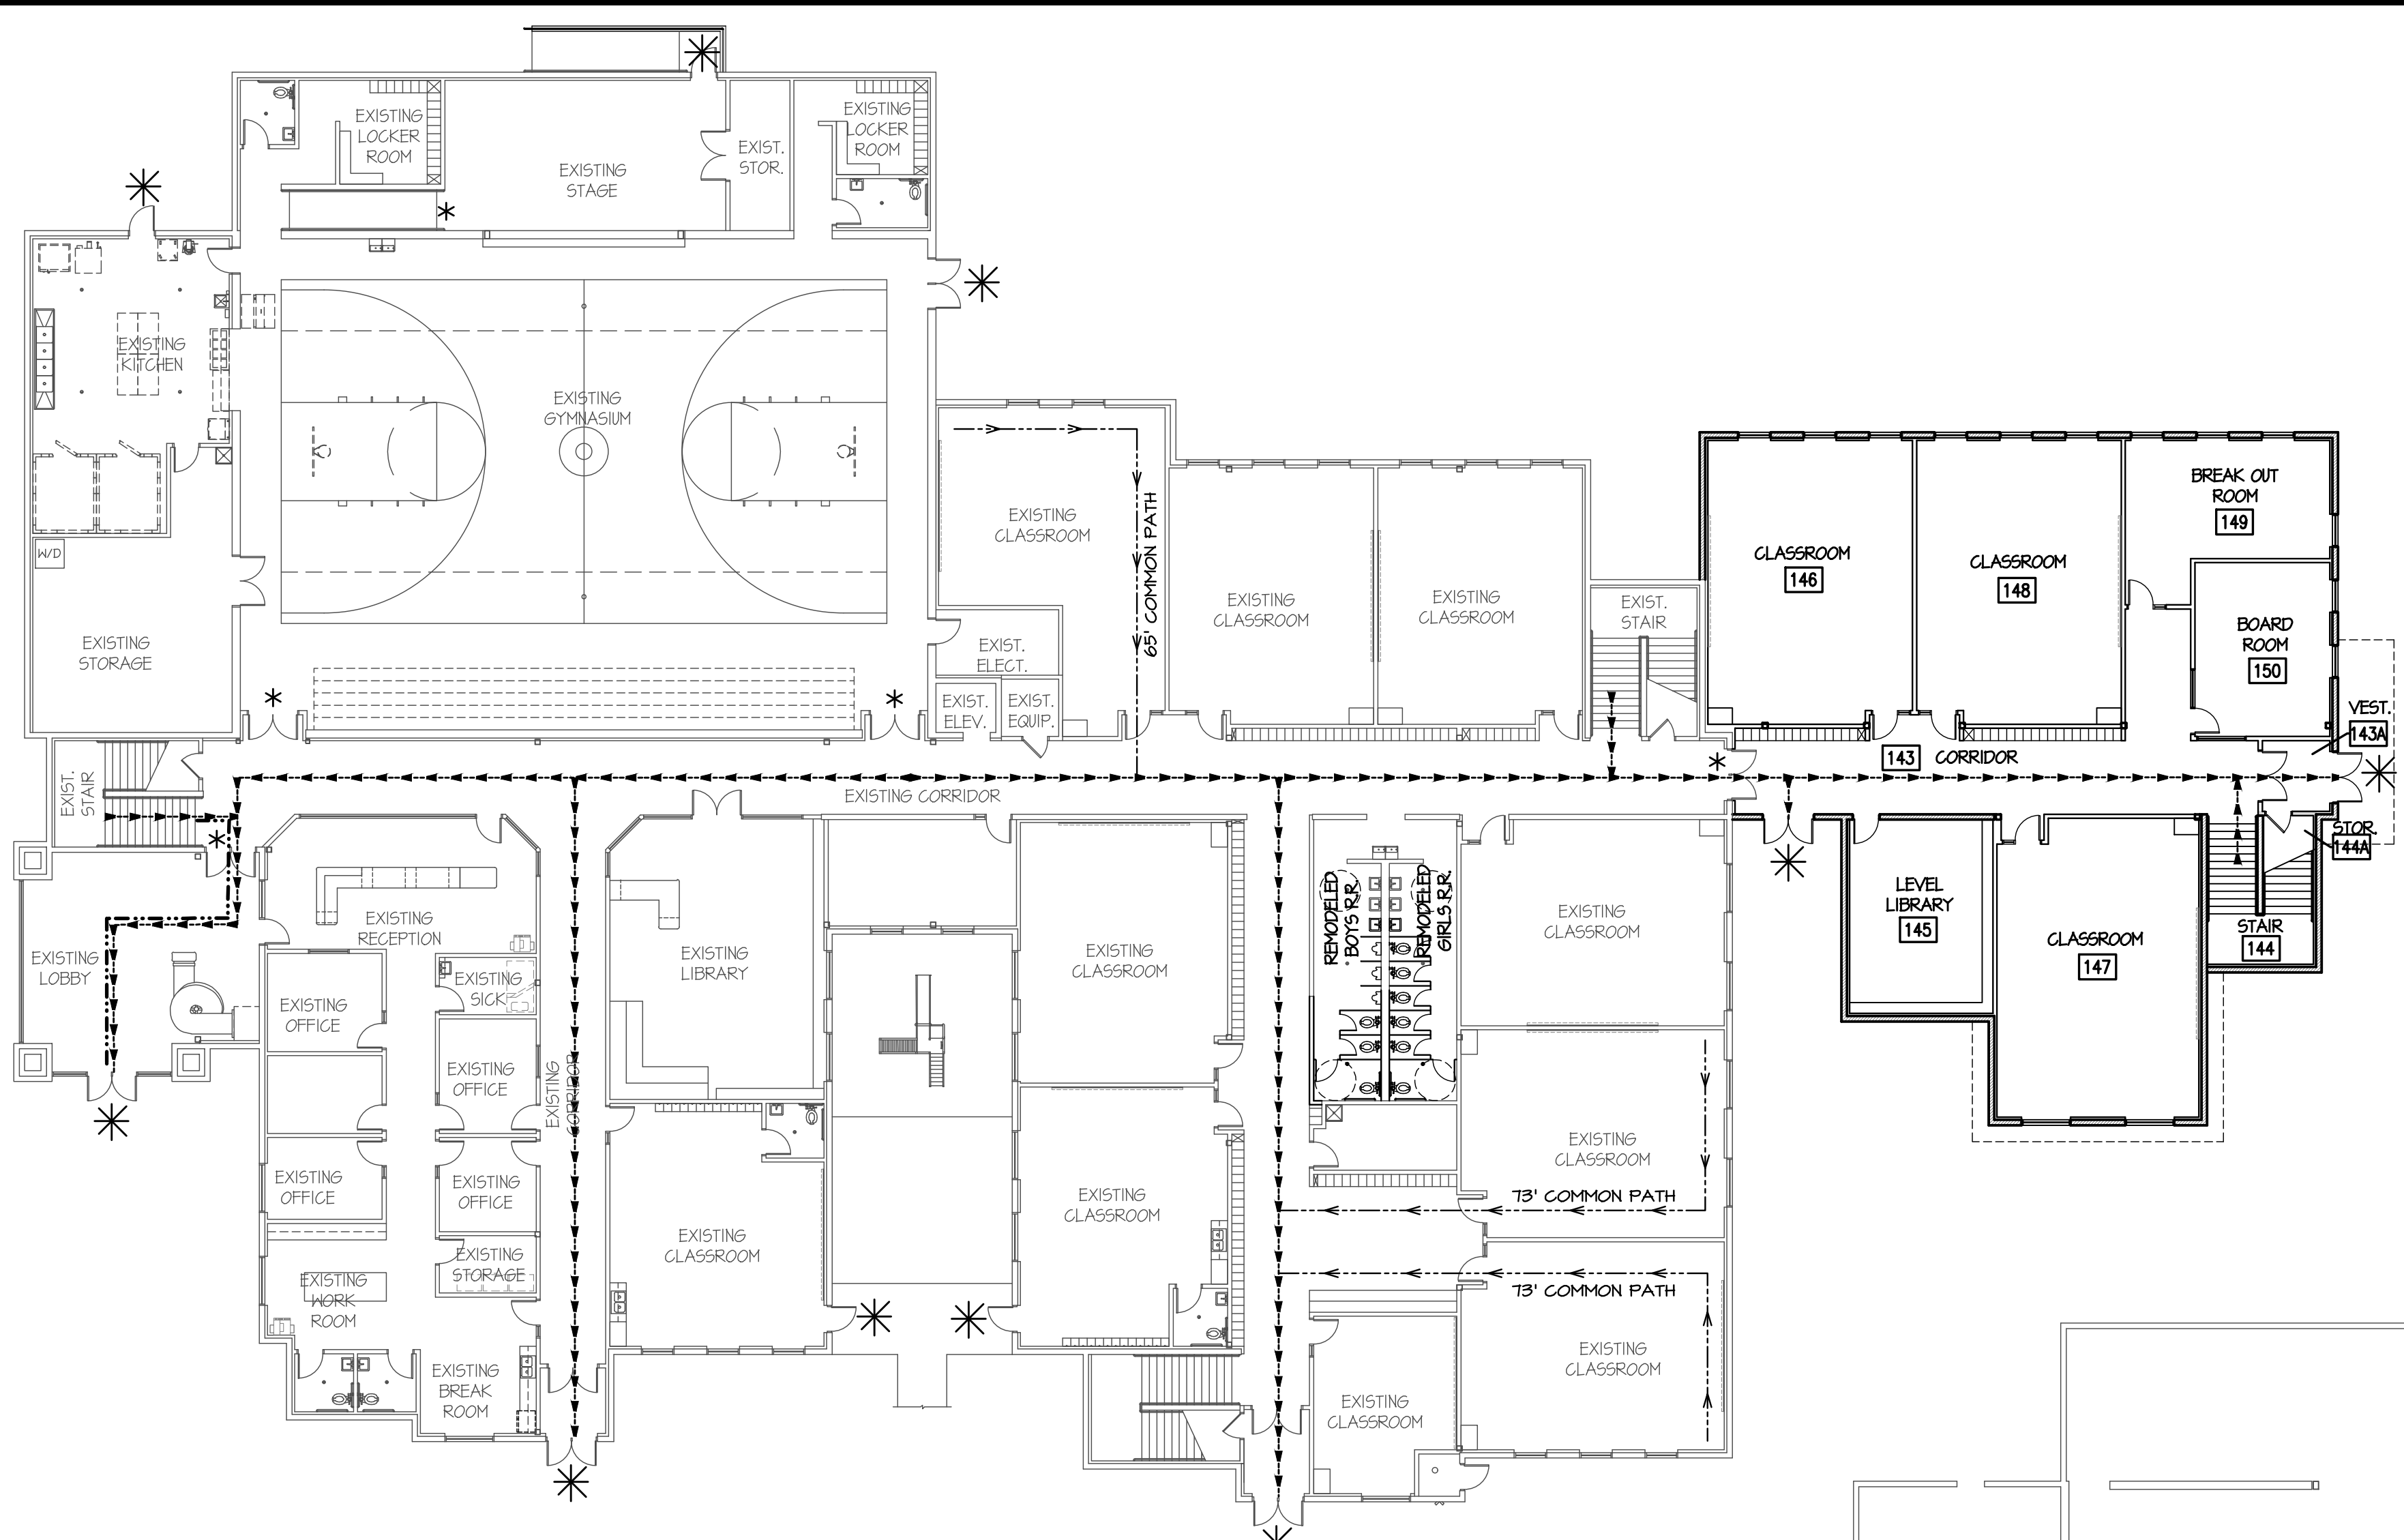 EXISTING
LOCKER
ROOM
EXISTING
STAGE
EXIST.
STOR.
EXISTING
LOCKER
ROOM
EXISTING
KITCHEN
EXISTING
GYMNASIUM
W/D
EXISTING
STORAGE
EXISTING
CLASSROOM
65' COMMON PATH
EXIST.
ELECT.
EXIST.
ELEV.
EXIST.
EQUIP.
EXISTING
CLASSROOM
EXISTING
CLASSROOM
EXIST.
STAIR
CLASSROOM
146
CLASSROOM
148
BREAK OUT
ROOM
149
BOARD
ROOM
150
VEST.
143A
143 CORRIDOR
EXIST.
STAIR
EXISTING CORRIDOR
STOR.
144A
EXISTING
LOBBY
EXISTING
RECEPTION
EXISTING
SICK
EXISTING
OFFICE
EXISTING
OFFICE
EXISTING
OFFICE
EXISTING
OFFICE
EXISTING
STORAGE
EXISTING
WORK
ROOM
EXISTING
BREAK
ROOM
EXISTING
CORRIDOR
EXISTING
LIBRARY
EXISTING
CLASSROOM
EXISTING
CLASSROOM
EXISTING
CLASSROOM
REMODELED
BOYS R.R.
REMODELED
GIRLS R.R.
EXISTING
CLASSROOM
EXISTING
CLASSROOM
73' COMMON PATH
73' COMMON PATH
EXISTING
CLASSROOM
EXISTING
CLASSROOM
LEVEL
LIBRARY
145
CLASSROOM
147
STAIR
144